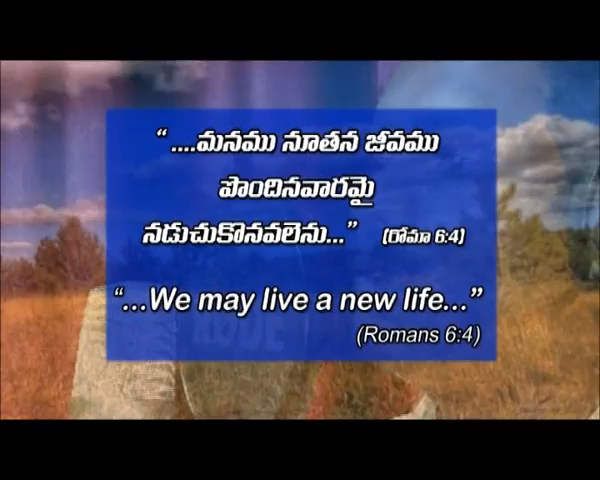 “ ....మనము నూతన జీవము
పొందినవారమై
నడుచుకొనవలెను...” (రోమా 6:4)
“...We may live a new life...”
(Romans 6:4)